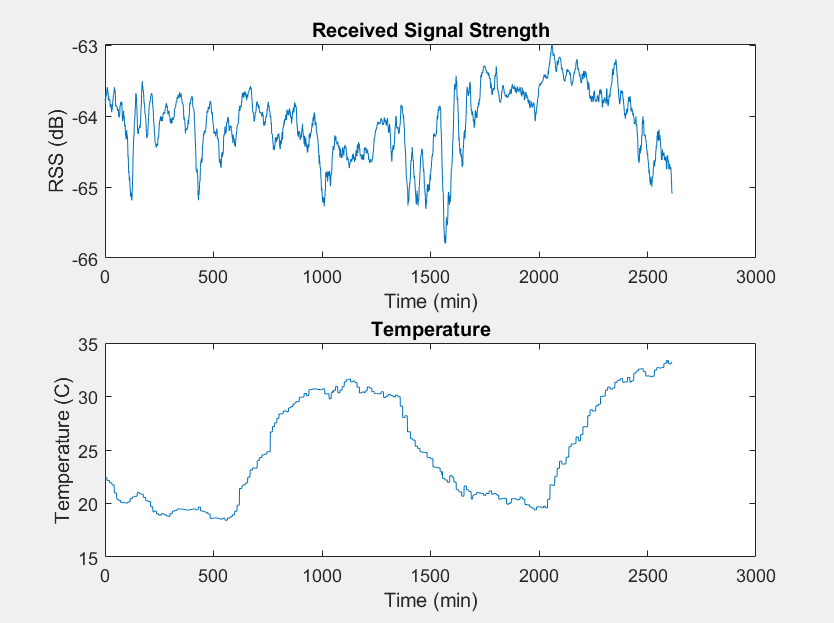 Received Signal Strength
RSS (dB)
-63
-64
-65
-66
0 500 1000 1500 2000 2500 3000
Time (min)
Temperature
Temperature (C)
35
30
25
20
15
0 500 1000 1500 2000 2500 3000
Time (min)